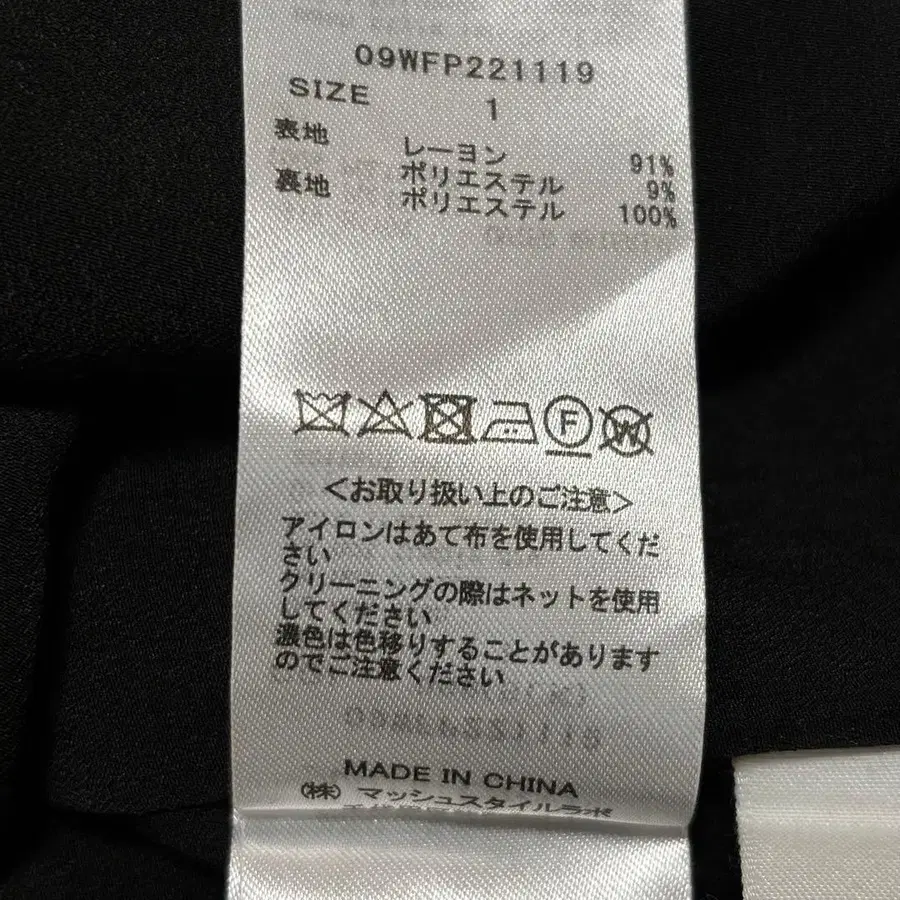 09WFP221119
SIZE 1
表地 レーヨン 91%
ポリエステル 9%
裏地 ポリエステル 100%
F
W
<お取り扱い上のご注意>
アイロンはあて布を使用してくだ
さい
クリーニングの際はネットを使用
してください
濃色は色移りすることがあります
のでご注意ください
MADE IN CHINA
(株) マッシュスタイルラボ